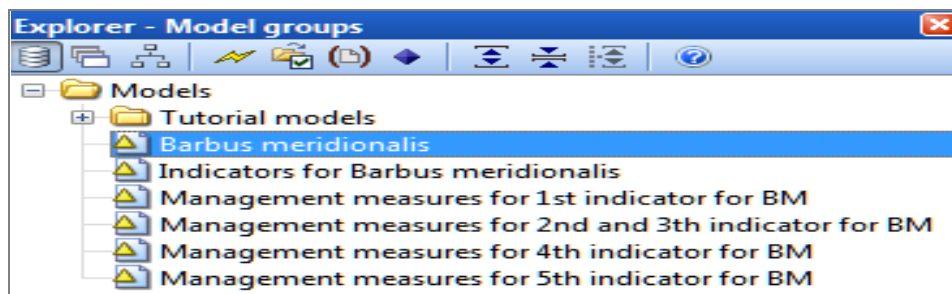 Explorer - Model groups
Models
Tutorial models
Barbus meridionalis
Indicators for Barbus meridionalis
Management measures for 1st indicator for BM
Management measures for 2nd and 3th indicator for BM
Management measures for 4th indicator for BM
Management measures for 5th indicator for BM